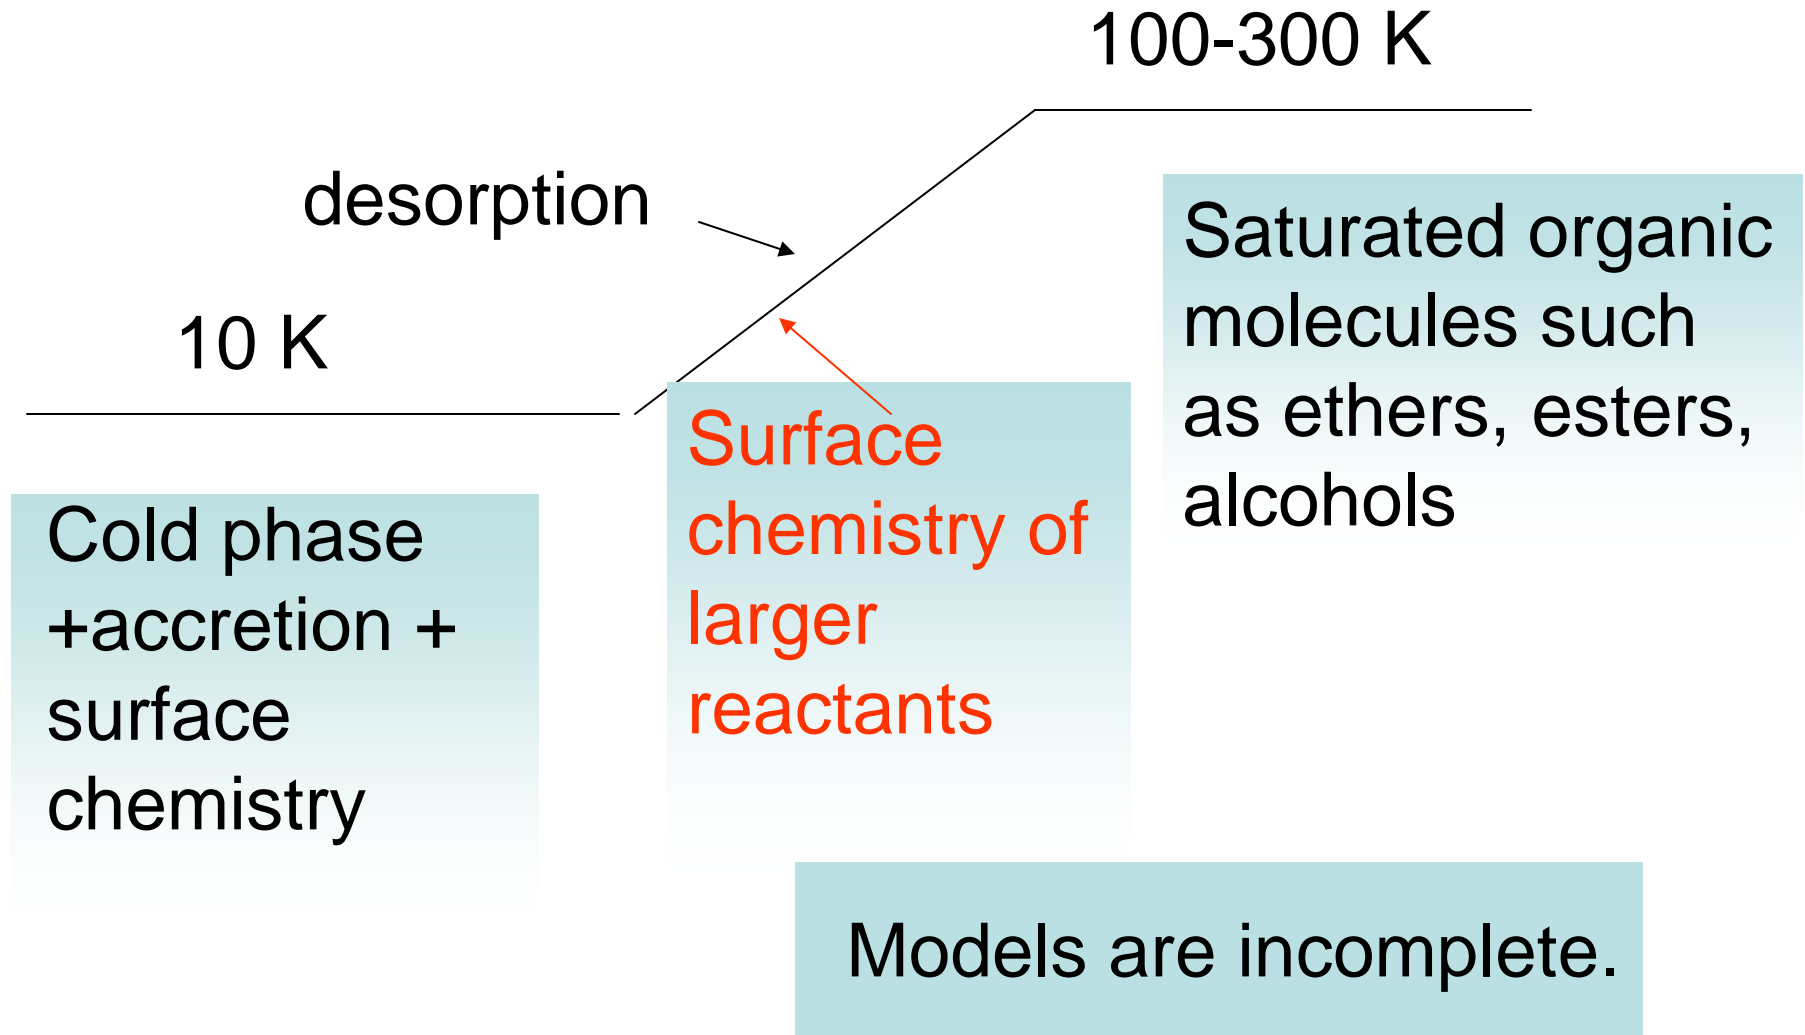 100-300 K
desorption
10 K
Saturated organic
molecules such
as ethers, esters,
alcohols
Surface
chemistry of
larger
reactants
Cold phase
+accretion +
surface
chemistry
Models are incomplete.